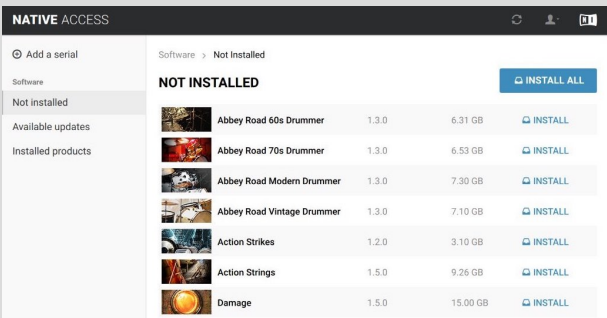 NATIVE ACCESS
Add a serial
Software
Not installed
Available updates
Installed products
Software > Not Installed
NOT INSTALLED
INSTALL ALL
Abbey Road 60s Drummer 1.3.0 6.31 GB INSTALL
Abbey Road 70s Drummer 1.3.0 6.53 GB INSTALL
Abbey Road Modern Drummer 1.3.0 7.30 GB INSTALL
Abbey Road Vintage Drummer 1.3.0 7.10 GB INSTALL
Action Strikes 1.2.0 3.10 GB INSTALL
Action Strings 1.5.0 9.26 GB INSTALL
Damage 1.5.0 15.00 GB INSTALL